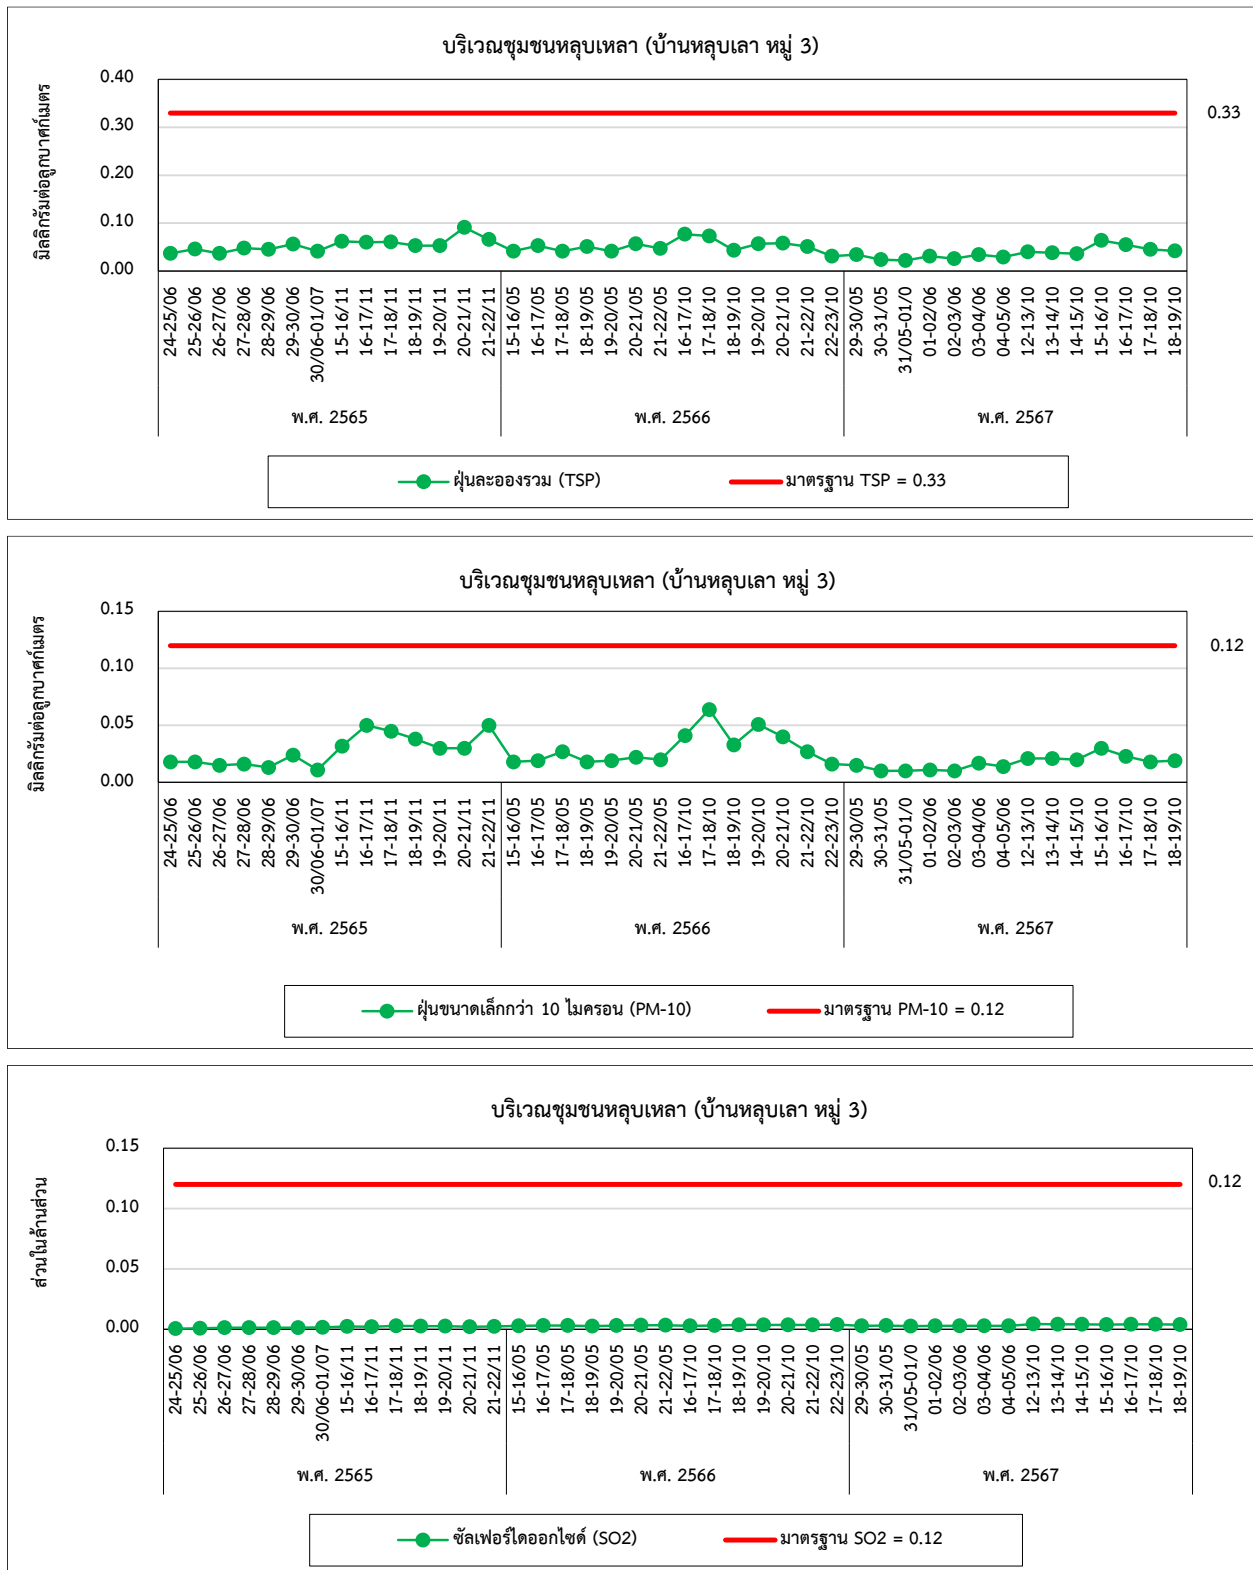 บริเวณชุมชนหลุบเหลา (บ้านหลุบเลา หมู่ 3)
มิลลิกรัมต่อลูกบาศก์เมตร
0.40
0.30
0.20
0.10
0.00
0.33
24-25/06 25-26/06 26-27/06 27-28/06 28-29/06 29-30/06 30/06-01/07 15-16/11 16-17/11 17-18/11 18-19/11 19-20/11 20-21/11 21-22/11 15-16/05 16-17/05 17-18/05 18-19/05 19-20/05 20-21/05 21-22/05 16-17/10 17-18/10 18-19/10 19-20/10 20-21/10 21-22/10 22-23/10 29-30/05 30-31/05 31/05-01/0 01-02/06 02-03/06 03-04/06 04-05/06 12-13/10 13-14/10 14-15/10 15-16/10 16-17/10 17-18/10 18-19/10
พ.ศ. 2565 พ.ศ. 2566 พ.ศ. 2567
ฝุ่นละอองรวม (TSP) มาตรฐาน TSP = 0.33
บริเวณชุมชนหลุบเหลา (บ้านหลุบเลา หมู่ 3)
มิลลิกรัมต่อลูกบาศก์เมตร
0.15
0.10
0.05
0.00
0.12
24-25/06 25-26/06 26-27/06 27-28/06 28-29/06 29-30/06 30/06-01/07 15-16/11 16-17/11 17-18/11 18-19/11 19-20/11 20-21/11 21-22/11 15-16/05 16-17/05 17-18/05 18-19/05 19-20/05 20-21/05 21-22/05 16-17/10 17-18/10 18-19/10 19-20/10 20-21/10 21-22/10 22-23/10 29-30/05 30-31/05 31/05-01/0 01-02/06 02-03/06 03-04/06 04-05/06 12-13/10 13-14/10 14-15/10 15-16/10 16-17/10 17-18/10 18-19/10
พ.ศ. 2565 พ.ศ. 2566 พ.ศ. 2567
ฝุ่นขนาดเล็กกว่า 10 ไมครอน (PM-10) มาตรฐาน PM-10 = 0.12
บริเวณชุมชนหลุบเหลา (บ้านหลุบเลา หมู่ 3)
ส่วนในล้านส่วน
0.15
0.10
0.05
0.00
0.12
24-25/06 25-26/06 26-27/06 27-28/06 28-29/06 29-30/06 30/06-01/07 15-16/11 16-17/11 17-18/11 18-19/11 19-20/11 20-21/11 21-22/11 15-16/05 16-17/05 17-18/05 18-19/05 19-20/05 20-21/05 21-22/05 16-17/10 17-18/10 18-19/10 19-20/10 20-21/10 21-22/10 22-23/10 29-30/05 30-31/05 31/05-01/0 01-02/06 02-03/06 03-04/06 04-05/06 12-13/10 13-14/10 14-15/10 15-16/10 16-17/10 17-18/10 18-19/10
พ.ศ. 2565 พ.ศ. 2566 พ.ศ. 2567
ซัลเฟอร์ไดออกไซด์ (SO2) มาตรฐาน SO2 = 0.12